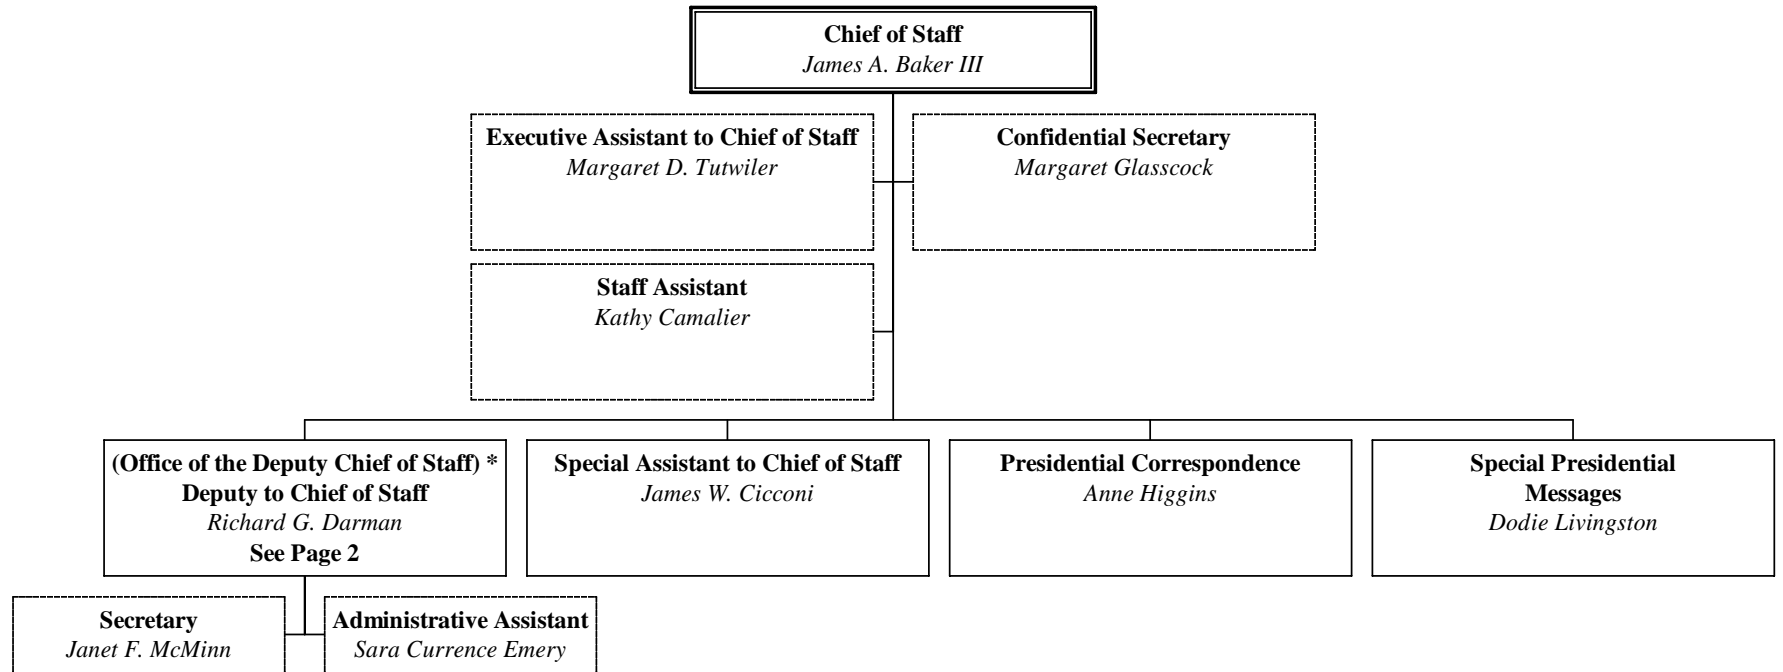 Chief of Staff
James A. Baker III
Executive Assistant to Chief of Staff
Margaret D. Tutwiler
Confidential Secretary
Margaret Glasscock
Staff Assistant
Kathy Camalier
(Office of the Deputy Chief of Staff) *
Deputy to Chief of Staff
Richard G. Darman
See Page 2
Special Assistant to Chief of Staff
James W. Cicconi
Presidential Correspondence
Anne Higgins
Special Presidential
Messages
Dodie Livingston
Secretary
Janet F. McMinn
Administrative Assistant
Sara Currence Emery